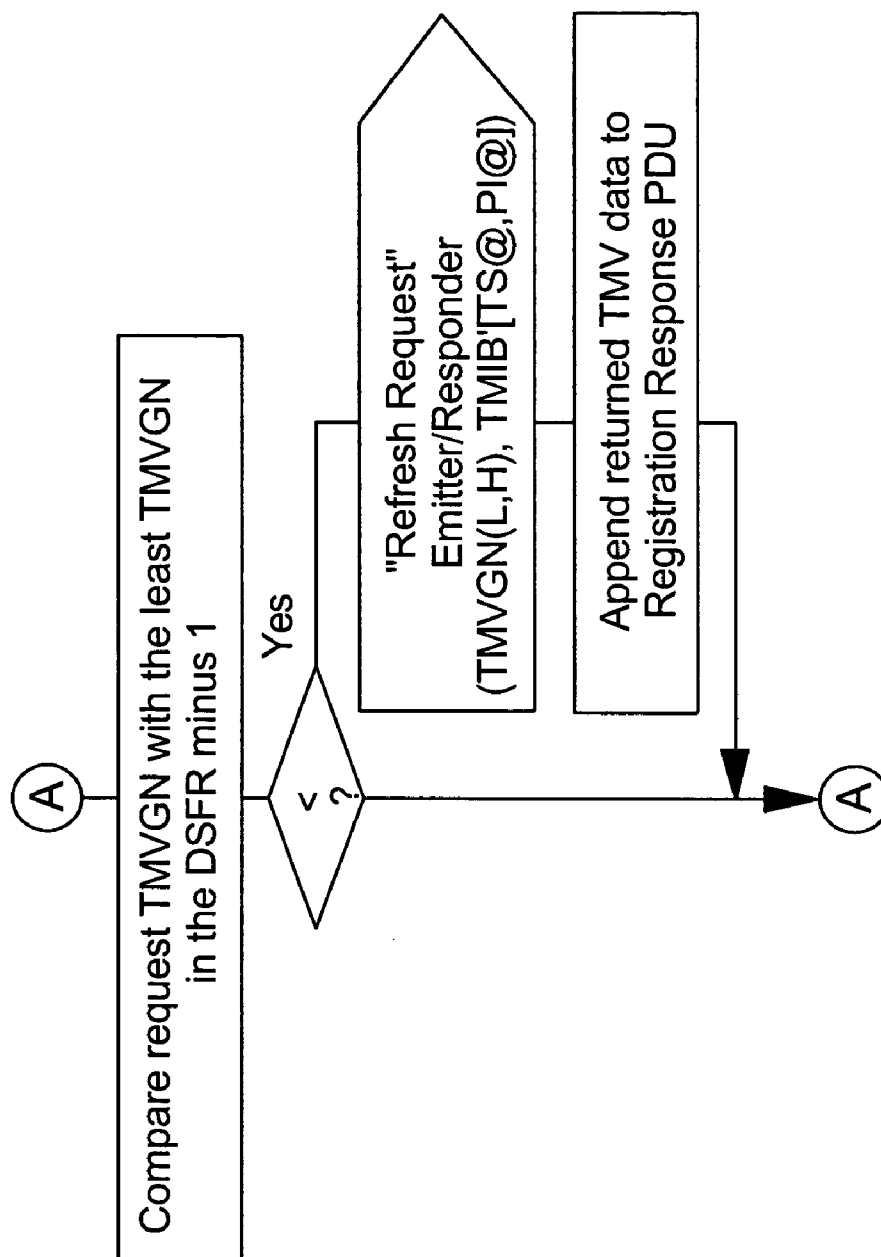 A
Compare request TMVGN with the least TMVGN
in the DSFR minus 1
<
?
Yes
"Refresh Request"
Emitter/Responder
(TMVGN(L,H), TMIB'[TS@,PI@])
Append returned TMV data to
Registration Response PDU
A